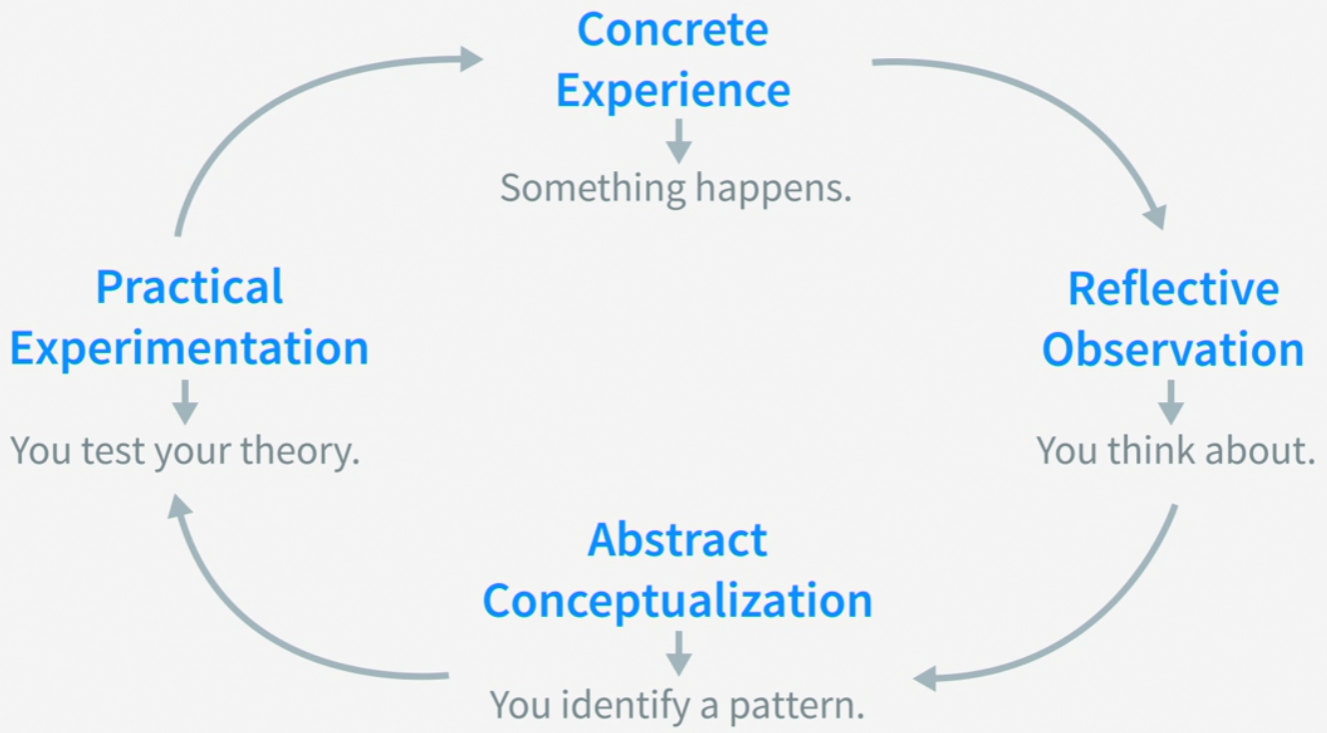 Concrete
Experience
Something happens.
Practical
Experimentation
You test your theory.
Reflective
Observation
You think about.
Abstract
Conceptualization
You identify a pattern.